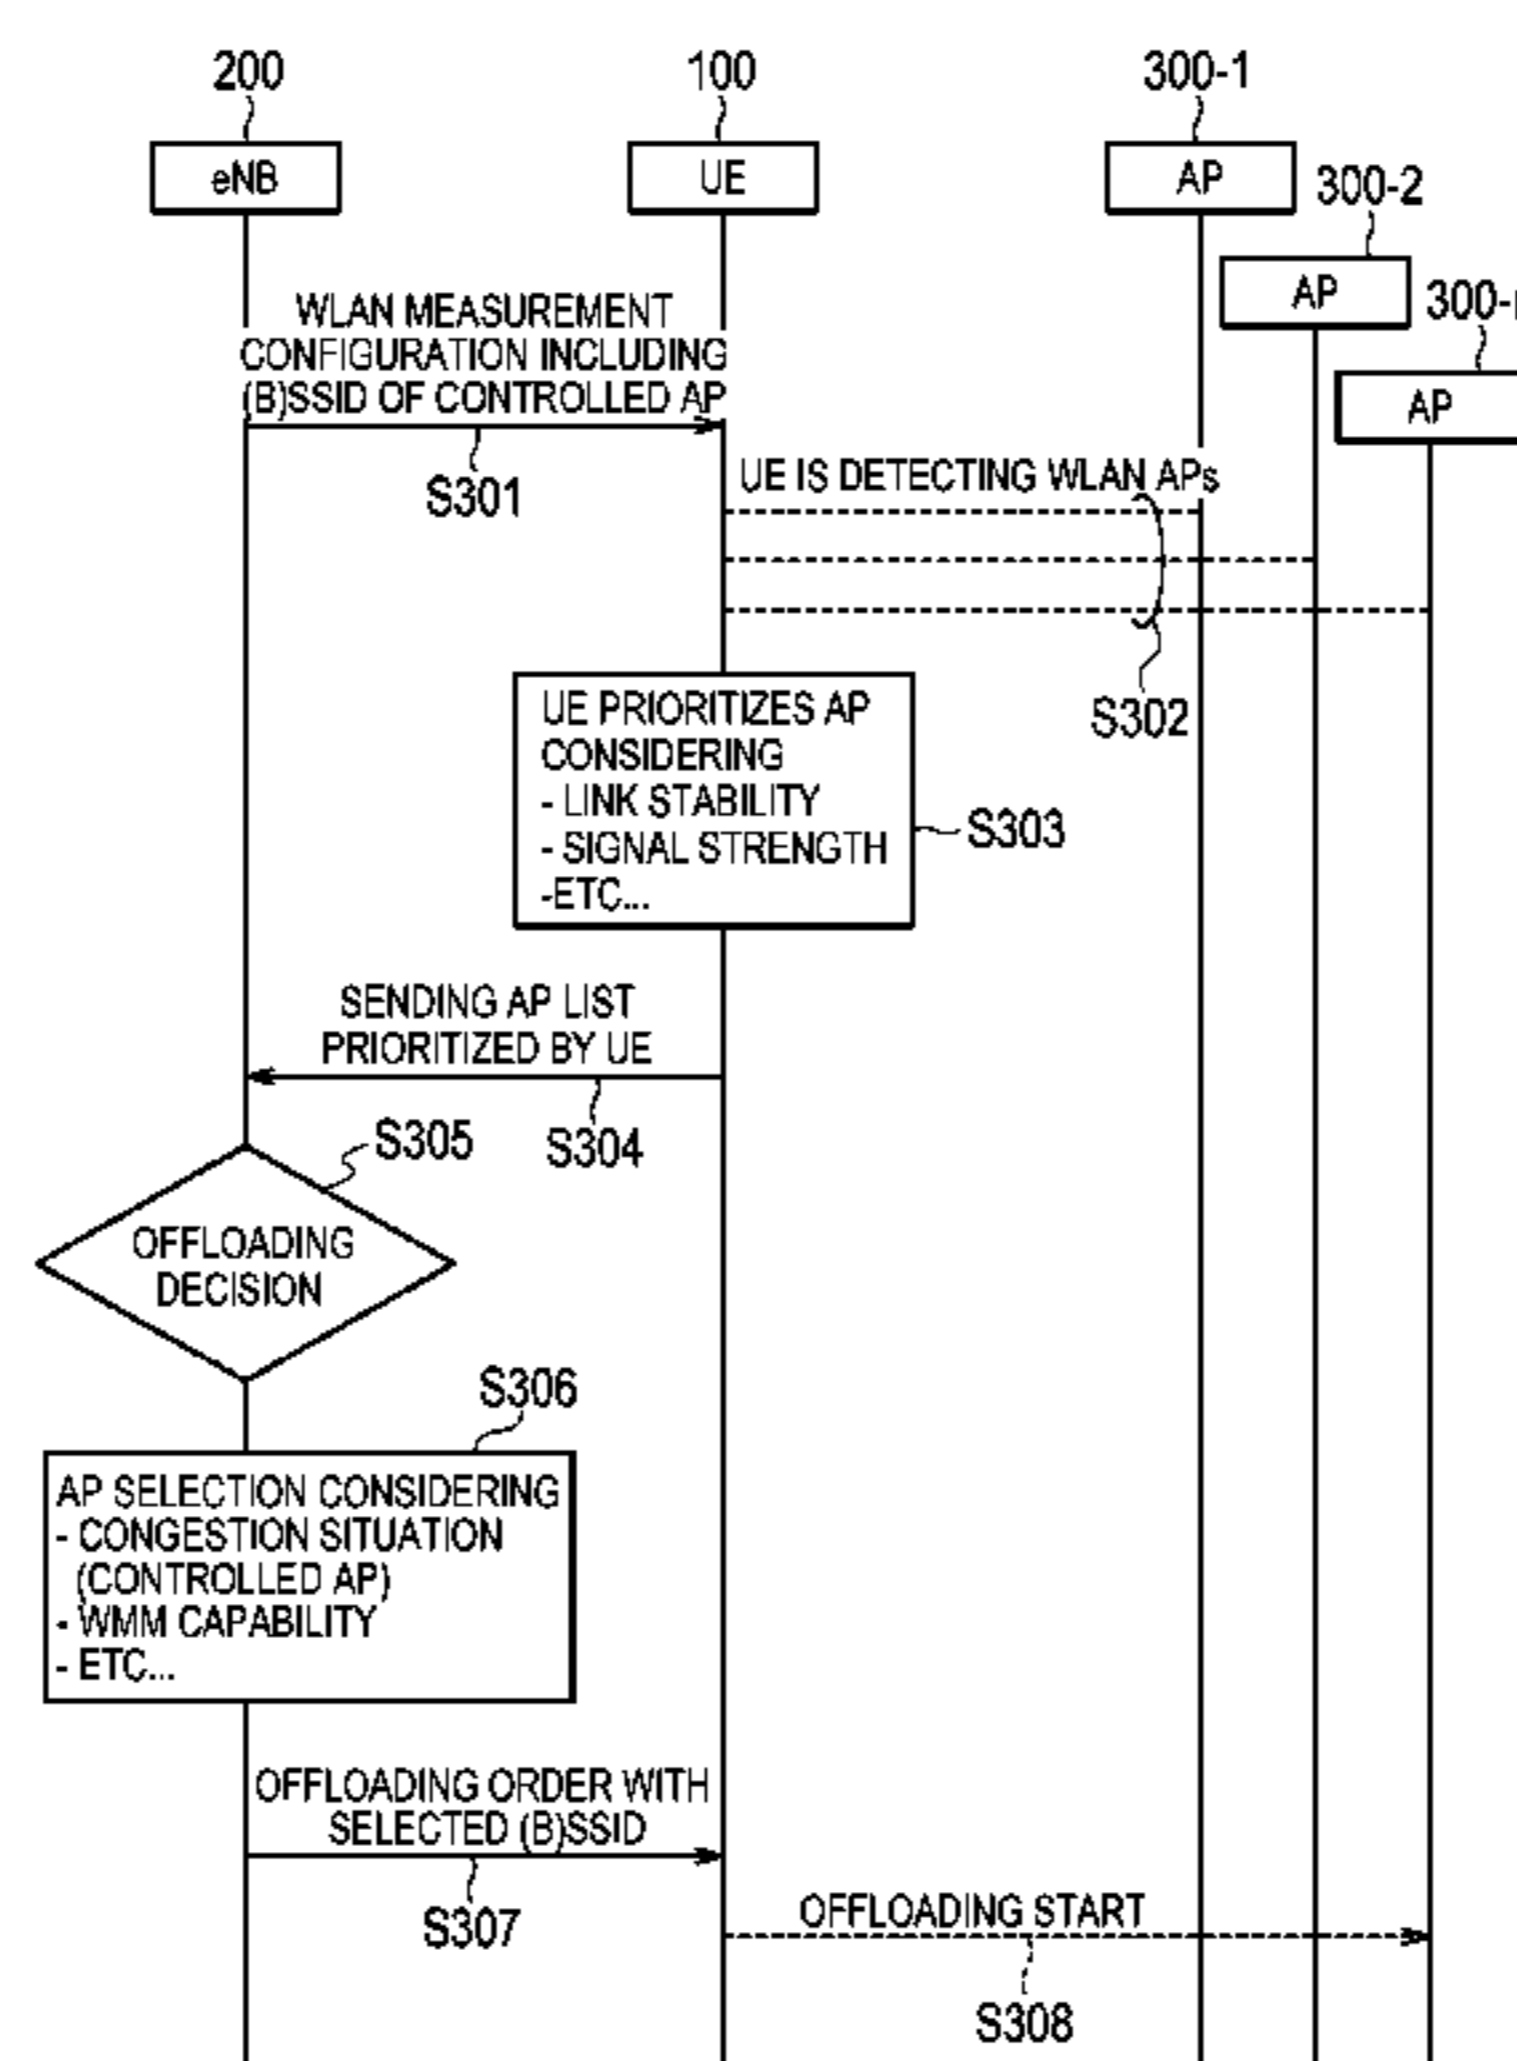 200
100
300-1
eNB
UE
AP
300-2
AP
300-
AP
WLAN MEASUREMENT
CONFIGURATION INCLUDING
(B)SSID OF CONTROLLED AP
S301
UE IS DETECTING WLAN APs
S302
UE PRIORITIZES AP
CONSIDERING
- LINK STABILITY
- SIGNAL STRENGTH
-ETC...
S303
SENDING AP LIST
PRIORITIZED BY UE
S304
S305
OFFLOADING
DECISION
S306
AP SELECTION CONSIDERING
- CONGESTION SITUATION
(CONTROLLED AP)
- WMM CAPABILITY
- ETC...
OFFLOADING ORDER WITH
SELECTED (B)SSID
S307
OFFLOADING START
S308